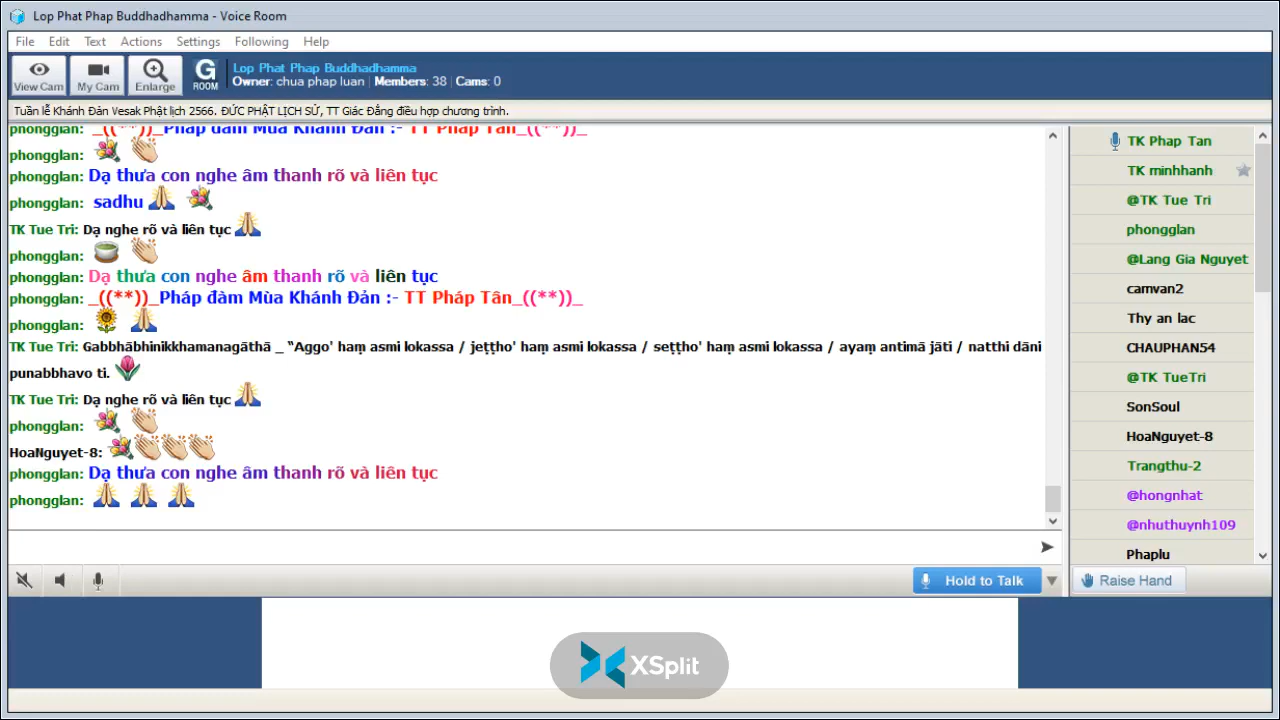 Lop Phat Phap Buddhadhamma - Voice Room
File Edit Text Actions Settings Following Help
View Cam My Cam Enlarge G ROOM
Lop Phat Phap Buddhadhamma
Owner: chua phap luan | Members: 38 | Cams: 0
Tuần lễ Khánh Đản Vesak Phật lịch 2566. ĐỨC PHẬT LỊCH SỬ, TT Giác Đẳng điều hợp chương trình.
phongglan: _((**))_Pháp đàm Mùa Khánh Đản :- TT Pháp Tân_((**))_
phongglan:
phongglan: Dạ thưa con nghe âm thanh rõ và liên tục
phongglan: sadhu
TK Tue Tri: Dạ nghe rõ và liên tục
phongglan:
phongglan: Dạ thưa con nghe âm thanh rõ và liên tục
phongglan: _((**))_Pháp đàm Mùa Khánh Đản :- TT Pháp Tân_((**))_
phongglan:
TK Tue Tri: Gabbhābhinikkhamanagāthā _ “Aggo' haṃ asmi lokassa / jeṭṭho' haṃ asmi lokassa / seṭṭho' haṃ asmi lokassa / ayaṃ antimā jāti / natthi dāni
punabbhavo ti.
TK Tue Tri: Dạ nghe rõ và liên tục
phongglan:
HoaNguyet-8:
phongglan: Dạ thưa con nghe âm thanh rõ và liên tục
phongglan:
Hold to Talk
TK Phap Tan
TK minhhanh
@TK Tue Tri
phongglan
@Lang Gia Nguyet
camvan2
Thy an lac
CHAUPHAN54
@TK TueTri
SonSoul
HoaNguyet-8
Trangthu-2
@hongnhat
@nhuthuynh109
Phaplu
Raise Hand
XSplit